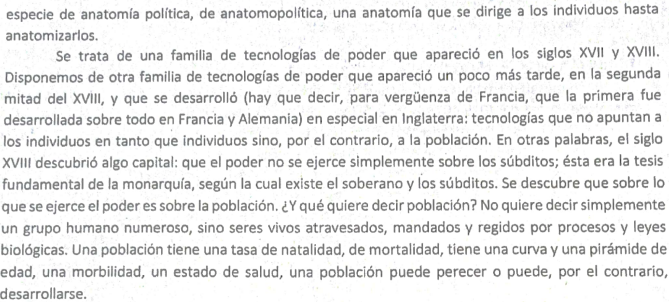 especie de anatomía política, de anatomopolítica, una anatomía que se dirige a los individuos hasta
anatomizarlos.
Se trata de una familia de tecnologías de poder que apareció en los siglos XVII y XVIII.
Disponemos de otra familia de tecnologías de poder que apareció un poco más tarde, en la segunda
mitad del XVIII, y que se desarrolló (hay que decir, para vergüenza de Francia, que la primera fue
desarrollada sobre todo en Francia y Alemania) en especial en Inglaterra: tecnologías que no apuntan a
los individuos en tanto que individuos sino, por el contrario, a la población. En otras palabras, el siglo
XVIII descubrió algo capital: que el poder no se ejerce simplemente sobre los súbditos; ésta era la tesis
fundamental de la monarquía, según la cual existe el soberano y los súbditos. Se descubre que sobre lo
que se ejerce el poder es sobre la población. ¿Y qué quiere decir población? No quiere decir simplemente
un grupo humano numeroso, sino seres vivos atravesados, mandados y regidos por procesos y leyes
biológicas. Una población tiene una tasa de natalidad, de mortalidad, tiene una curva y una pirámide de
edad, una morbilidad, un estado de salud, una población puede perecer o puede, por el contrario,
desarrollarse.